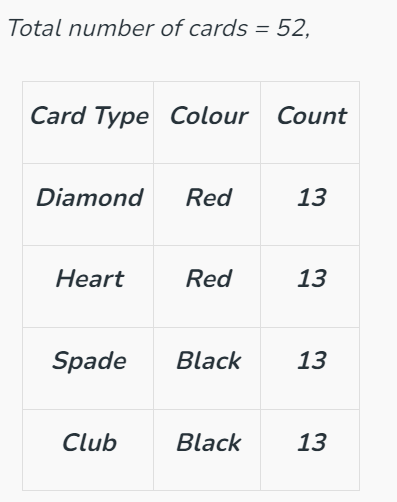 Total number of cards = 52,
Card Type Colour Count
Diamond Red 13
Heart Red 13
Spade Black 13
Club Black 13